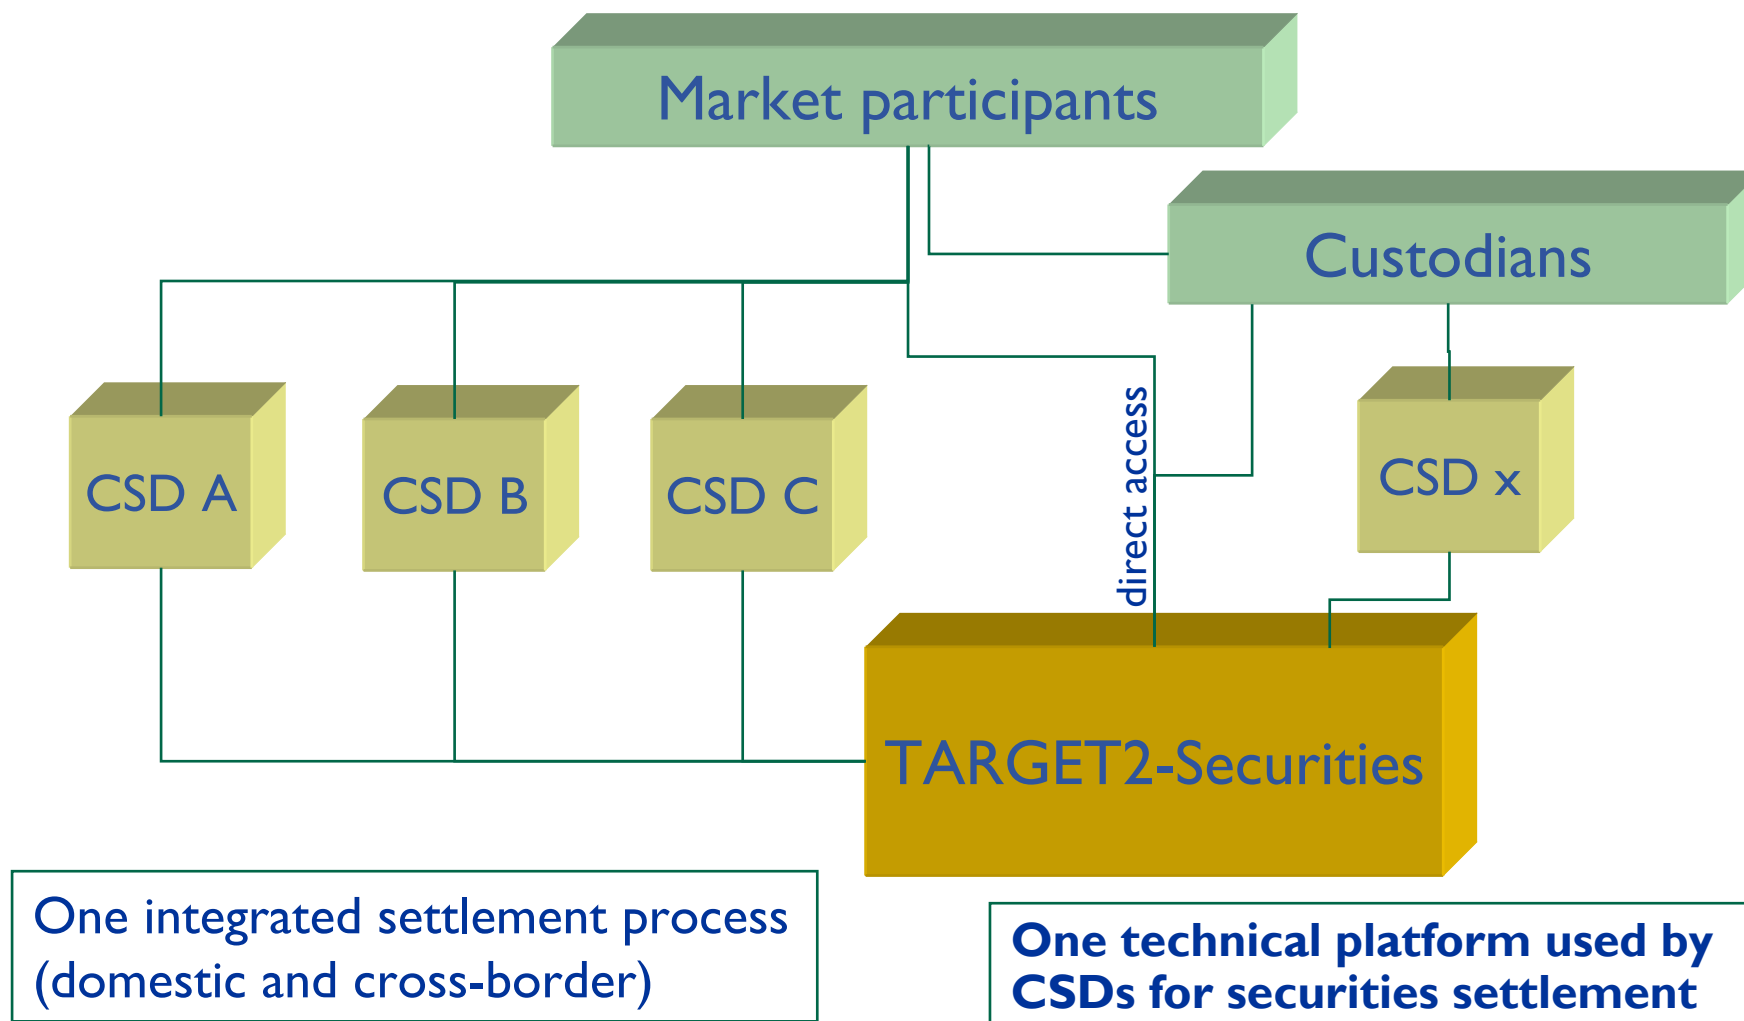 Market participants
Custodians
CSD A
CSD B
CSD C
direct access
CSD x
TARGET2-Securities
One integrated settlement process
(domestic and cross-border)
One technical platform used by
CSDs for securities settlement